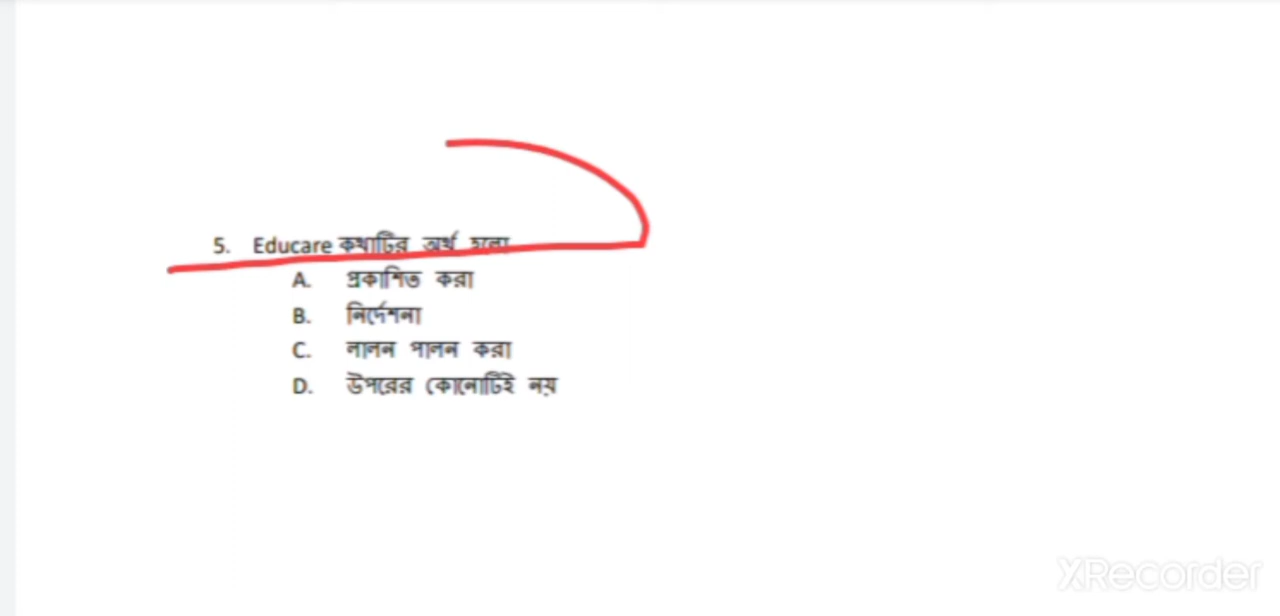 5. Educare কথাটির অর্থ হলো
A. প্রকাশিত করা
B. নির্দেশনা
C. লালন পালন করা
D. উপরের কোনোটিই নয়
XRecorder